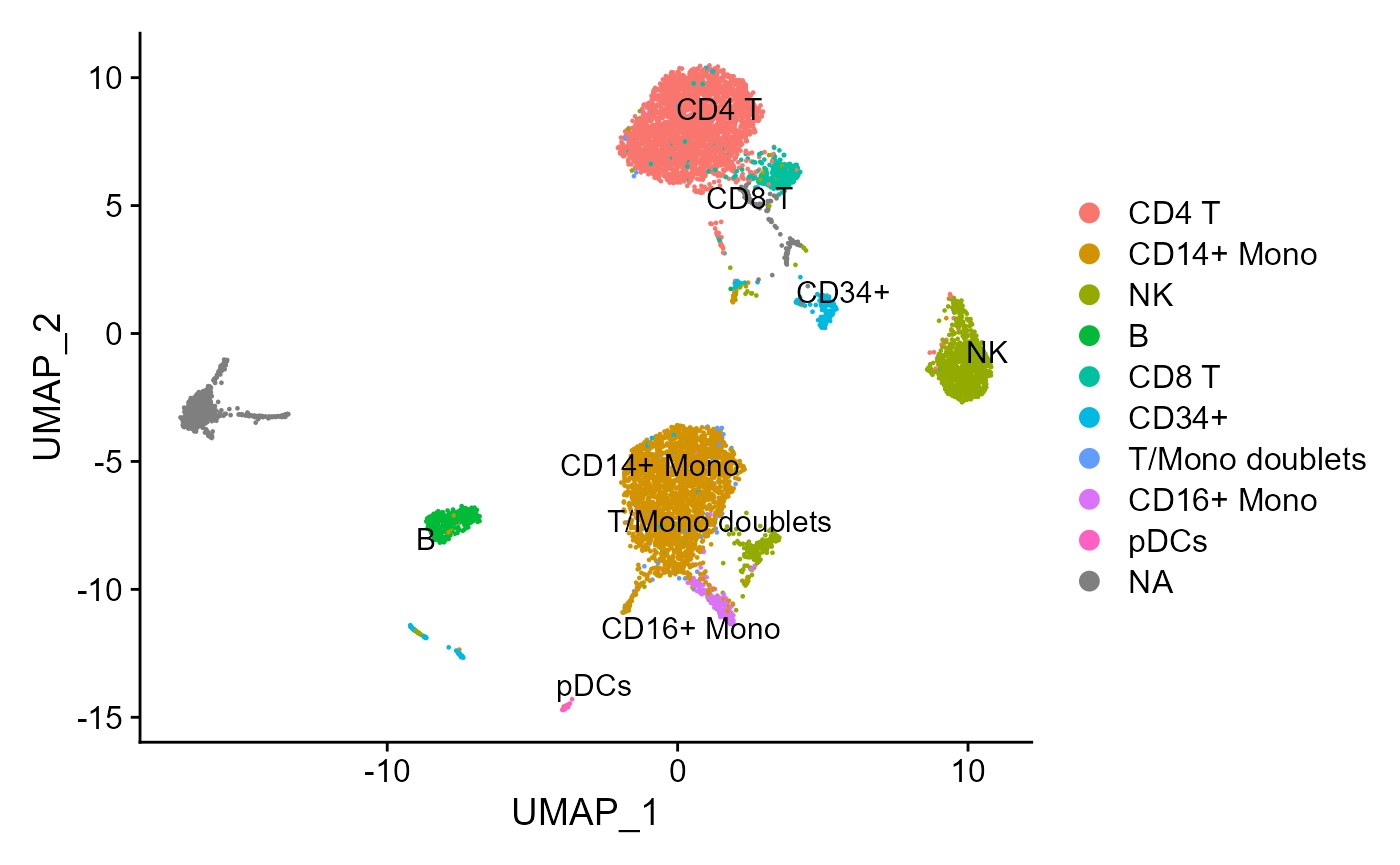 10
5
0
-5
-10
-15
UMAP_2
CD4 T
CD8 T
CD34+
NK
CD14+ Mono
T/Mono doublets
B
CD16+ Mono
pDCs
-10
0
10
UMAP_1
CD4 T
CD14+ Mono
NK
B
CD8 T
CD34+
T/Mono doublets
CD16+ Mono
pDCs
NA